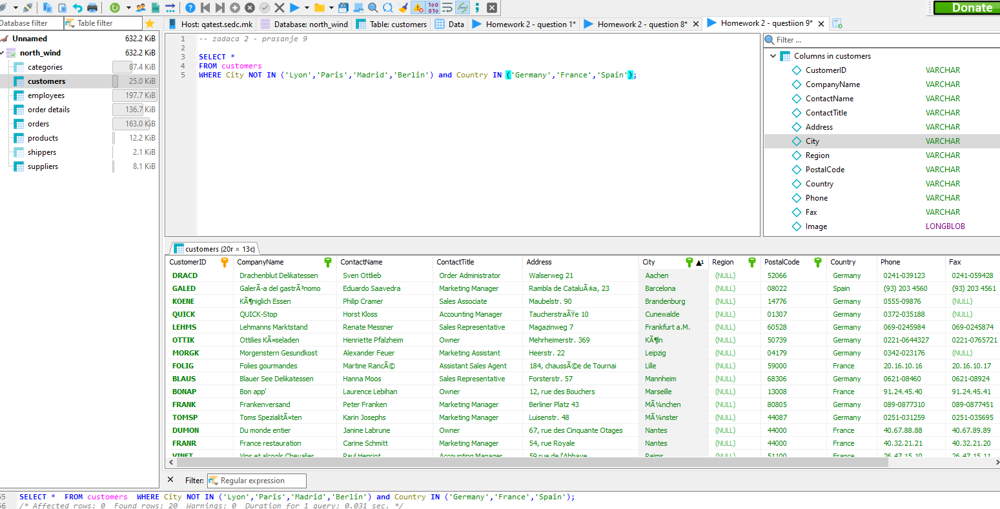 Donate
Database filter
Table filter
Host: qatest.sedc.mk
Database: north_wind
Table: customers
Data
Homework 2 - question 1*
Homework 2 - question 8*
Homework 2 - questiion 9*
Unnamed 632.2 KiB
north_wind 632.2 KiB
categories 87.4 KiB
customers 25.0 KiB
employees 197.7 KiB
order details 136.7 KiB
orders 163.0 KiB
products 12.2 KiB
shippers 2.1 KiB
suppliers 8.1 KiB
1 -- zadaca 2 - prasanje 9
2
3 SELECT *
4 FROM customers
5 WHERE City NOT IN ('Lyon','Paris','Madrid','Berlin') and Country IN ('Germany','France','Spain');
Filter ...
Columns in customers
CustomerID VARCHAR
CompanyName VARCHAR
ContactName VARCHAR
ContactTitle VARCHAR
Address VARCHAR
City VARCHAR
Region VARCHAR
PostalCode VARCHAR
Country VARCHAR
Phone VARCHAR
Fax VARCHAR
Image LONGBLOB
customers (20r × 13c)
CustomerID CompanyName ContactName ContactTitle Address City Region PostalCode Country Phone Fax
DRACD Drachenblut Delikatessen Sven Ottlieb Order Administrator Walserweg 21 Aachen (NULL) 52066 Germany 0241-039123 0241-059428
GALED GalerÃ-a del gastrÃ³nomo Eduardo Saavedra Marketing Manager Rambla de CataluÃ±a, 23 Barcelona (NULL) 08022 Spain (93) 203 4560 (93) 203 4561
KOENE KÃ¶niglich Essen Philip Cramer Sales Associate Maubelstr. 90 Brandenburg (NULL) 14776 Germany 0555-09876 (NULL)
QUICK QUICK-Stop Horst Kloss Accounting Manager TaucherstraÃŸe 10 Cunewalde (NULL) 01307 Germany 0372-035188 (NULL)
LEHMS Lehmanns Marktstand Renate Messner Sales Representative Magazinweg 7 Frankfurt a.M. (NULL) 60528 Germany 069-0245984 069-0245874
OTTIK Ottilies KÃ¤seladen Henriette Pfalzheim Owner Mehrheimerstr. 369 KÃ¶ln (NULL) 50739 Germany 0221-0644327 0221-0765721
MORGK Morgenstern Gesundkost Alexander Feuer Marketing Assistant Heerstr. 22 Leipzig (NULL) 04179 Germany 0342-023176 (NULL)
FOLIG Folies gourmandes Martine RancÃ© Assistant Sales Agent 184, chaussÃ©e de Tournai Lille (NULL) 59000 France 20.16.10.16 20.16.10.17
BLAUS Blauer See Delikatessen Hanna Moos Sales Representative Forsterstr. 57 Mannheim (NULL) 68306 Germany 0621-08460 0621-08924
BONAP Bon app' Laurence Lebihan Owner 12, rue des Bouchers Marseille (NULL) 13008 France 91.24.45.40 91.24.45.41
FRANK Frankenversand Peter Franken Marketing Manager Berliner Platz 43 MÃ¼nchen (NULL) 80805 Germany 089-0877310 089-0877451
TOMSP Toms SpezialitÃ¤ten Karin Josephs Marketing Manager Luisenstr. 48 MÃ¼nster (NULL) 44087 Germany 0251-031259 0251-035695
DUMON Du monde entier Janine Labrune Owner 67, rue des Cinquante Otages Nantes (NULL) 44000 France 40.67.88.88 40.67.89.89
FRANR France restauration Carine Schmitt Marketing Manager 54, rue Royale Nantes (NULL) 44000 France 40.32.21.21 40.32.21.20
VINET Vins et alcools Chevalier Paul Henriot Accounting Manager 59 rue de l'Abbaye Reims (NULL) 51100 France 26.47.15.10 26.47.15.11
Filter: Regular expression
SELECT * FROM customers WHERE City NOT IN ('Lyon','Paris','Madrid','Berlin') and Country IN ('Germany','France','Spain');
/* Affected rows: 0 Found rows: 20 Warnings: 0 Duration for 1 query: 0.031 sec. */